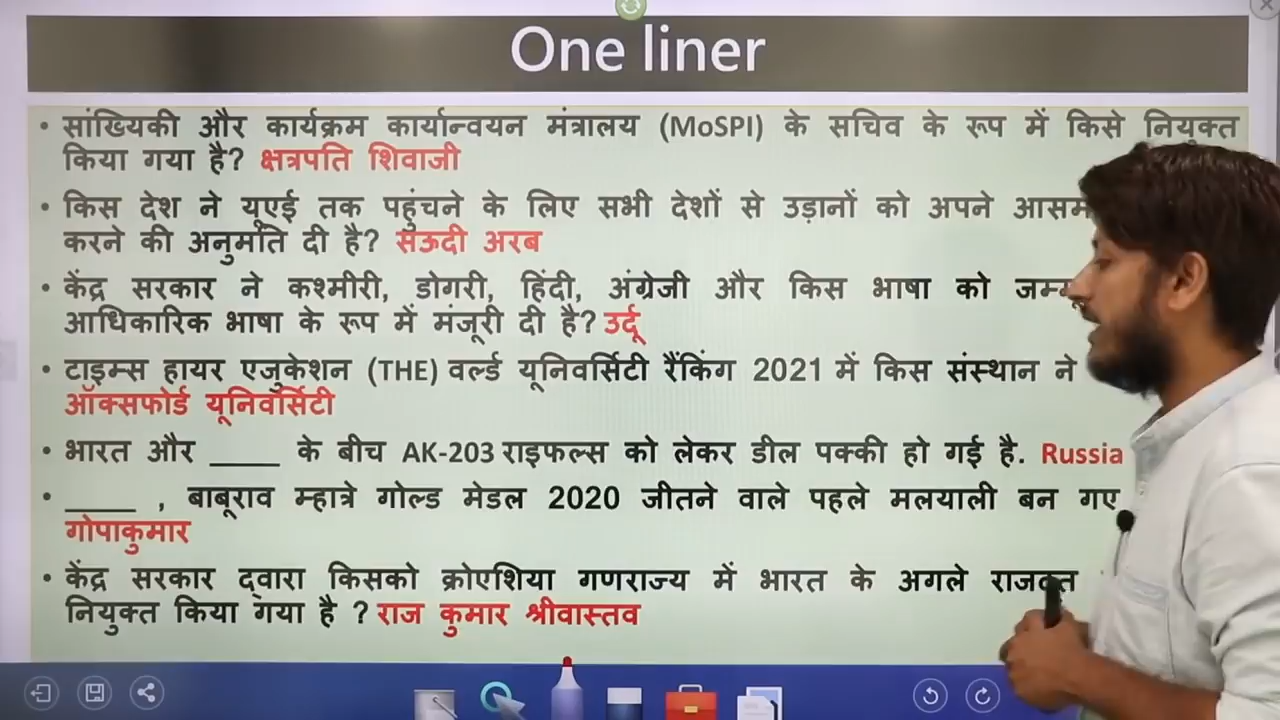 One liner
• सांख्यिकी और कार्यक्रम कार्यान्वयन मंत्रालय (MoSPI) के सचिव के रूप में किसे नियुक्त
किया गया है? क्षत्रपति शिवाजी
• किस देश ने यूएई तक पहुंचने के लिए सभी देशों से उड़ानों को अपने
करने की अनुमति दी है? सऊदी अरब
• केंद्र सरकार ने कश्मीरी, डोगरी, हिंदी, अंग्रेजी और किस भाषा को
आधिकारिक भाषा के रूप में मंजूरी दी है? उर्दू
• टाइम्स हायर एजुकेशन (THE) वर्ल्ड यूनिवर्सिटी रैंकिंग 2021 में किस संस्थान ने
ऑक्सफोर्ड यूनिवर्सिटी
• भारत और ____ के बीच AK-203 राइफल्स को लेकर डील पक्की हो गई है. Russia
• ____ , बाबूराव म्हात्रे गोल्ड मेडल 2020 जीतने वाले पहले मलयाली बन गए
गोपाकुमार
• केंद्र सरकार द्वारा किसको क्रोएशिया गणराज्य में भारत के अगले
नियुक्त किया गया है ? राज कुमार श्रीवास्तव